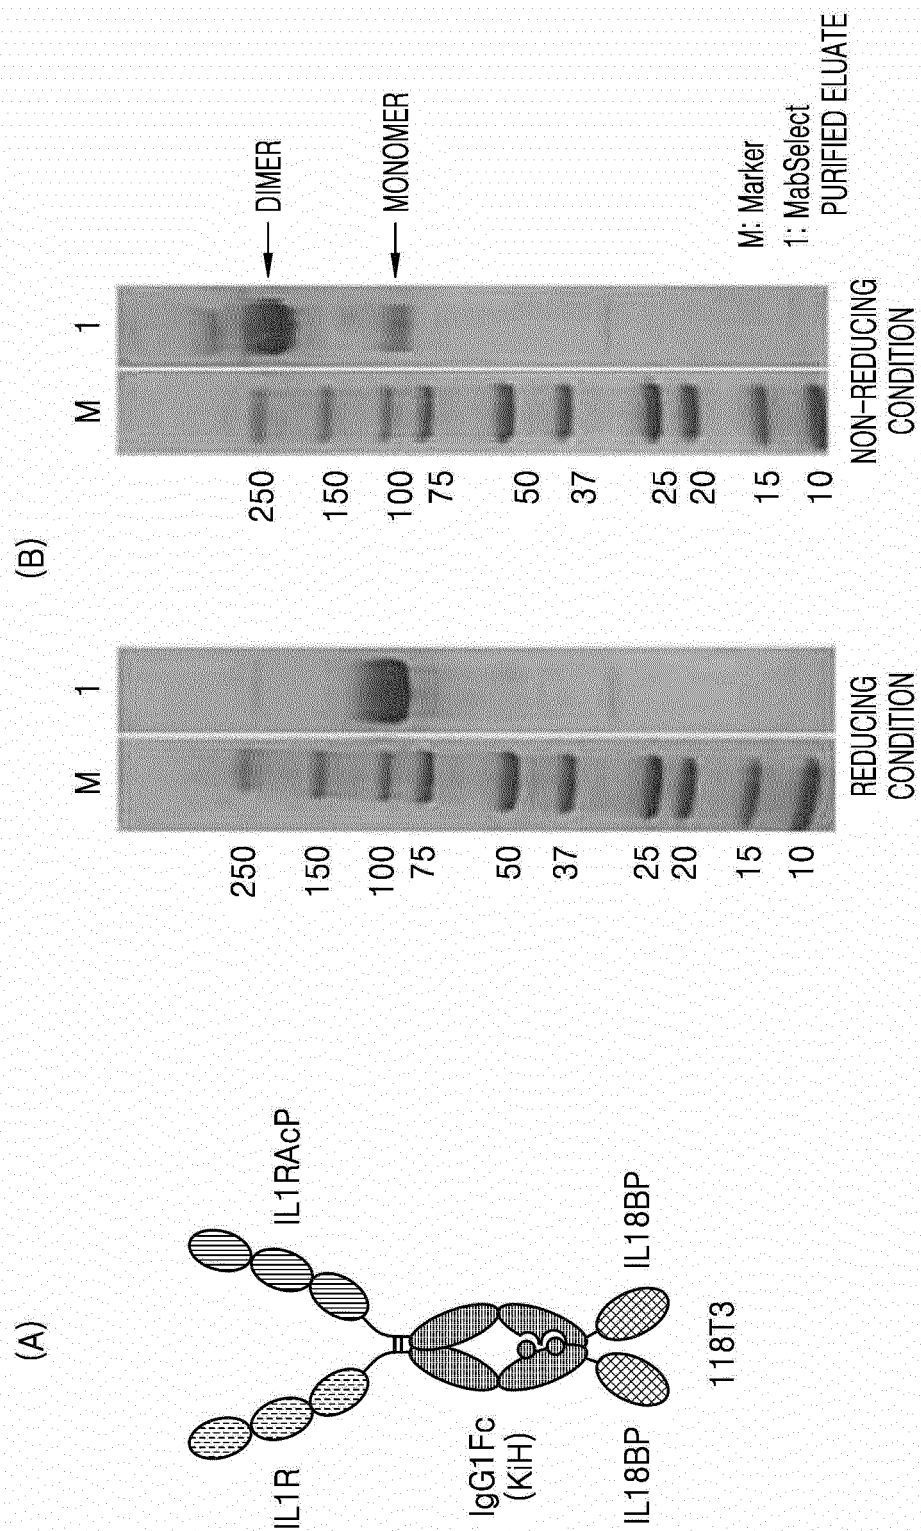 (A)
IL1R
IL1RAcP
IgG1Fc
(KiH)
IL18BP
IL18BP
118T3
(B)
M
1
250
150
100
75
50
37
25
20
15
10
REDUCING
CONDITION
M
1
250
150
100
75
50
37
25
20
15
10
NON-REDUCING
CONDITION
DIMER
MONOMER
M: Marker
1: MabSelect
PURIFIED ELUATE